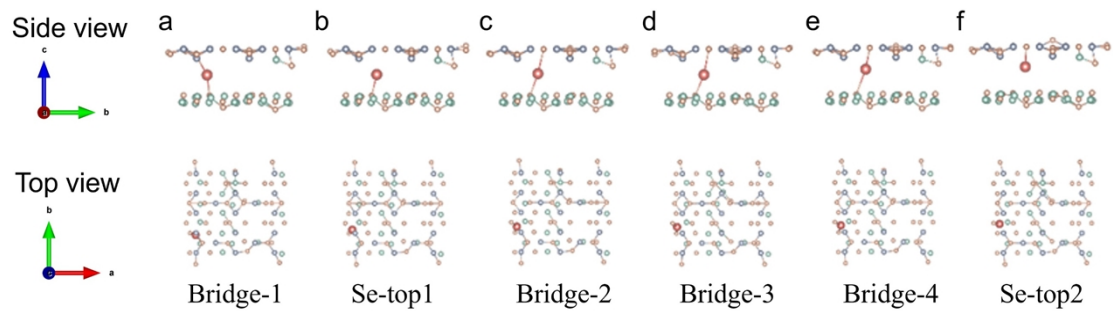 Side view
c
b
a
b
c
d
e
f
Top view
b
a
Bridge-1
Se-top1
Bridge-2
Bridge-3
Bridge-4
Se-top2